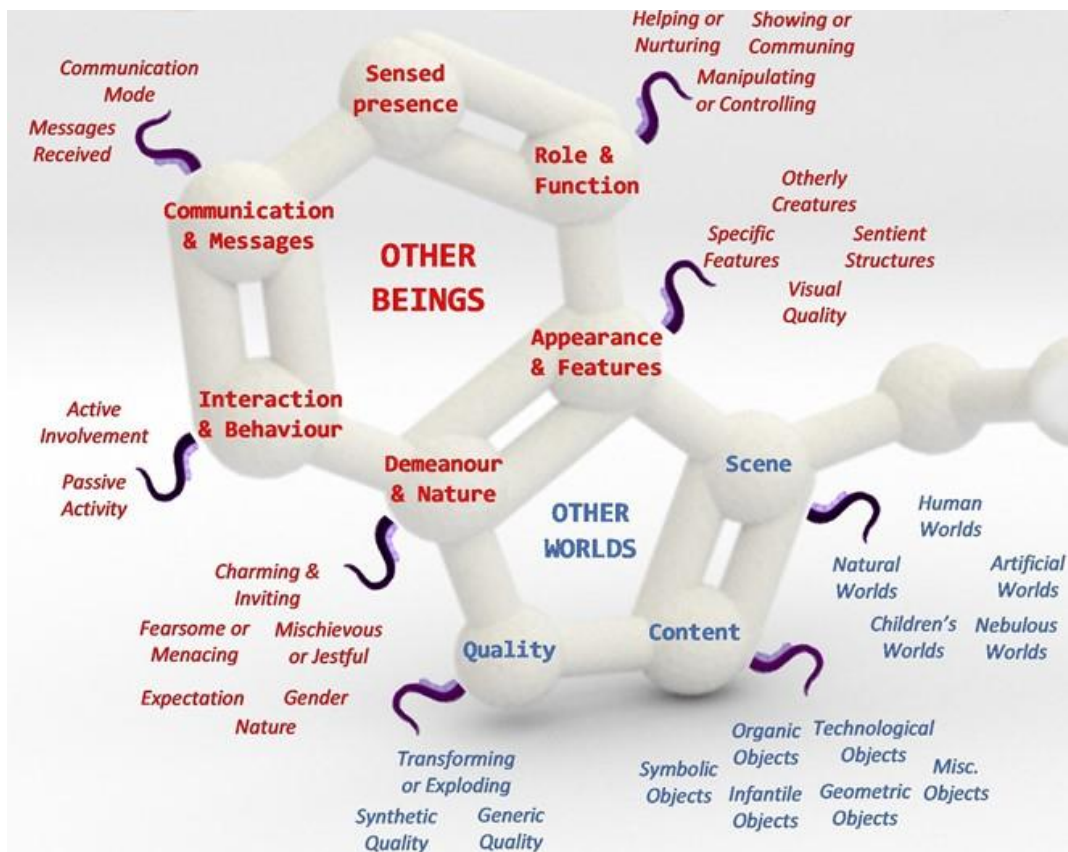 Helping or
Nurturing
Showing or
Communing
Manipulating
or Controlling
Communication
Mode
Messages
Received
Sensed
presence
Role &
Function
Communication
& Messages
OTHER
BEINGS
Otherly
Creatures
Specific
Features
Sentient
Structures
Visual
Quality
Appearance
& Features
Interaction
& Behaviour
Active
Involvement
Passive
Activity
Demeanour
& Nature
Scene
OTHER
WORLDS
Human
Worlds
Natural
Worlds
Artificial
Worlds
Children's
Worlds
Nebulous
Worlds
Charming &
Inviting
Fearsome or
Menacing
Mischievous
or Jestful
Expectation
Gender
Nature
Quality
Content
Transforming
or Exploding
Synthetic
Quality
Generic
Quality
Organic
Objects
Technological
Objects
Symbolic
Objects
Infantile
Objects
Geometric
Objects
Misc.
Objects